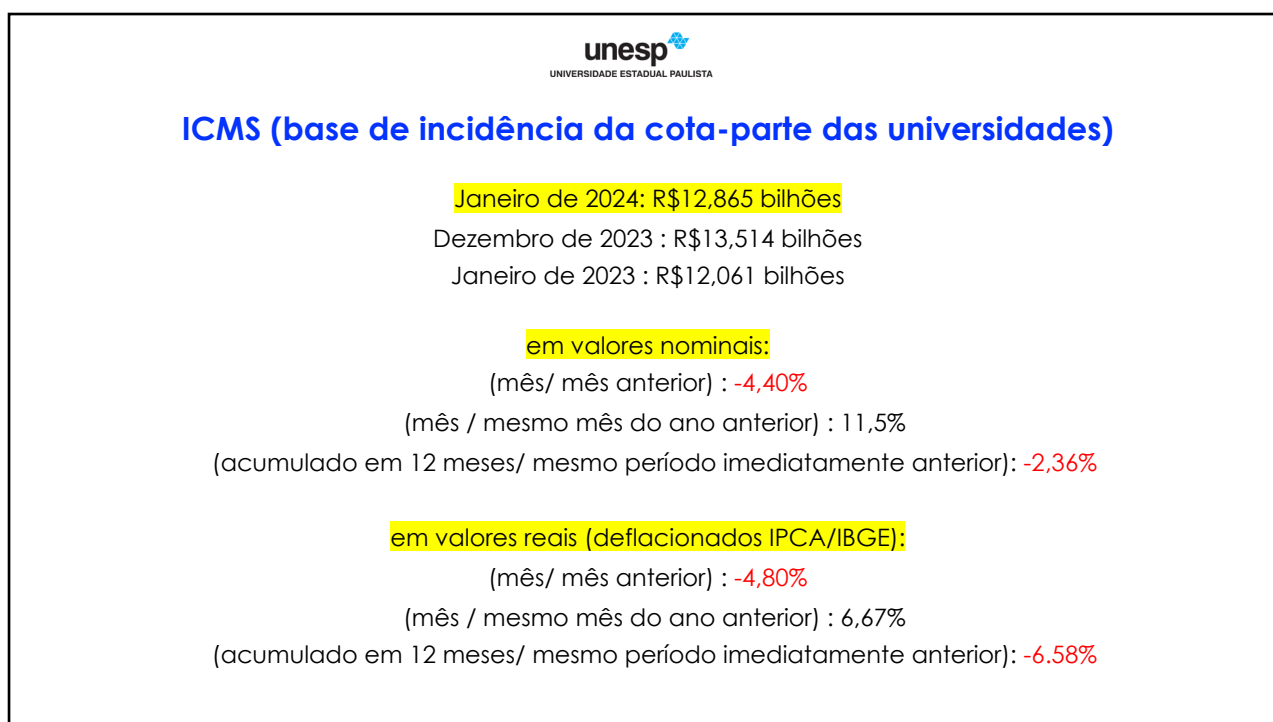 unesp
UNIVERSIDADE ESTADUAL PAULISTA
ICMS (base de incidência da cota-parte das universidades)
Janeiro de 2024: R$12,865 bilhões
Dezembro de 2023 : R$13,514 bilhões
Janeiro de 2023 : R$12,061 bilhões
em valores nominais:
(mês/ mês anterior) : -4,40%
(mês / mesmo mês do ano anterior) : 11,5%
(acumulado em 12 meses/ mesmo período imediatamente anterior): -2,36%
em valores reais (deflacionados IPCA/IBGE):
(mês/ mês anterior) : -4,80%
(mês / mesmo mês do ano anterior) : 6,67%
(acumulado em 12 meses/ mesmo período imediatamente anterior): -6.58%